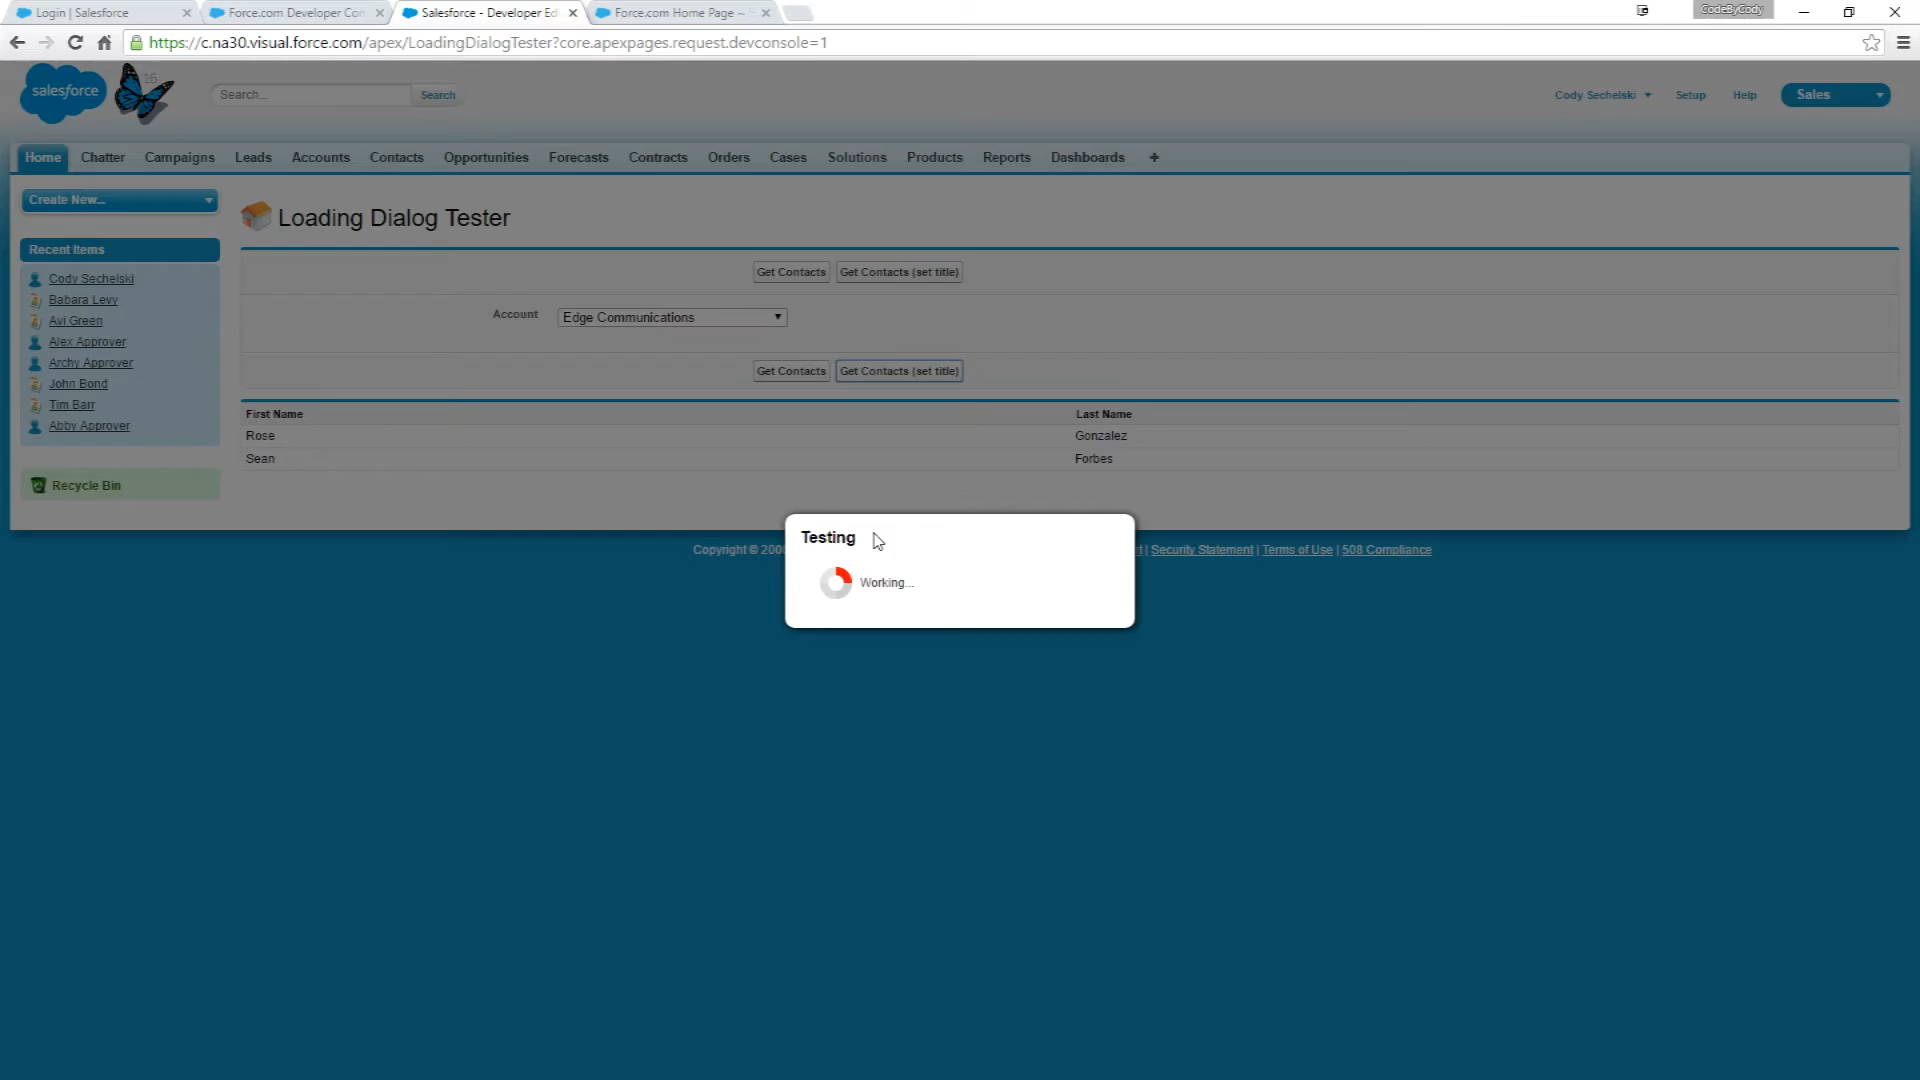 Login | Salesforce
Force.com Developer Con
Salesforce - Developer Ed
Force.com Home Page ~
CodeByCody
https://c.na30.visual.force.com/apex/LoadingDialogTester?core.apexpages.request.devconsole=1
salesforce
16
Search...
Search
Cody Sechelski
Setup
Help
Sales
Home
Chatter
Campaigns
Leads
Accounts
Contacts
Opportunities
Forecasts
Contracts
Orders
Cases
Solutions
Products
Reports
Dashboards
+
Create New...
Recent Items
Cody Sechelski
Babara Levy
Avi Green
Alex Approver
Archy Approver
John Bond
Tim Barr
Abby Approver
Recycle Bin
Loading Dialog Tester
Get Contacts
Get Contacts (set title)
Account
Edge Communications
Get Contacts
Get Contacts (set title)
First Name Last Name
Rose Gonzalez
Sean Forbes
Testing
Working...
Copyright © 200
| Security Statement | Terms of Use | 508 Compliance